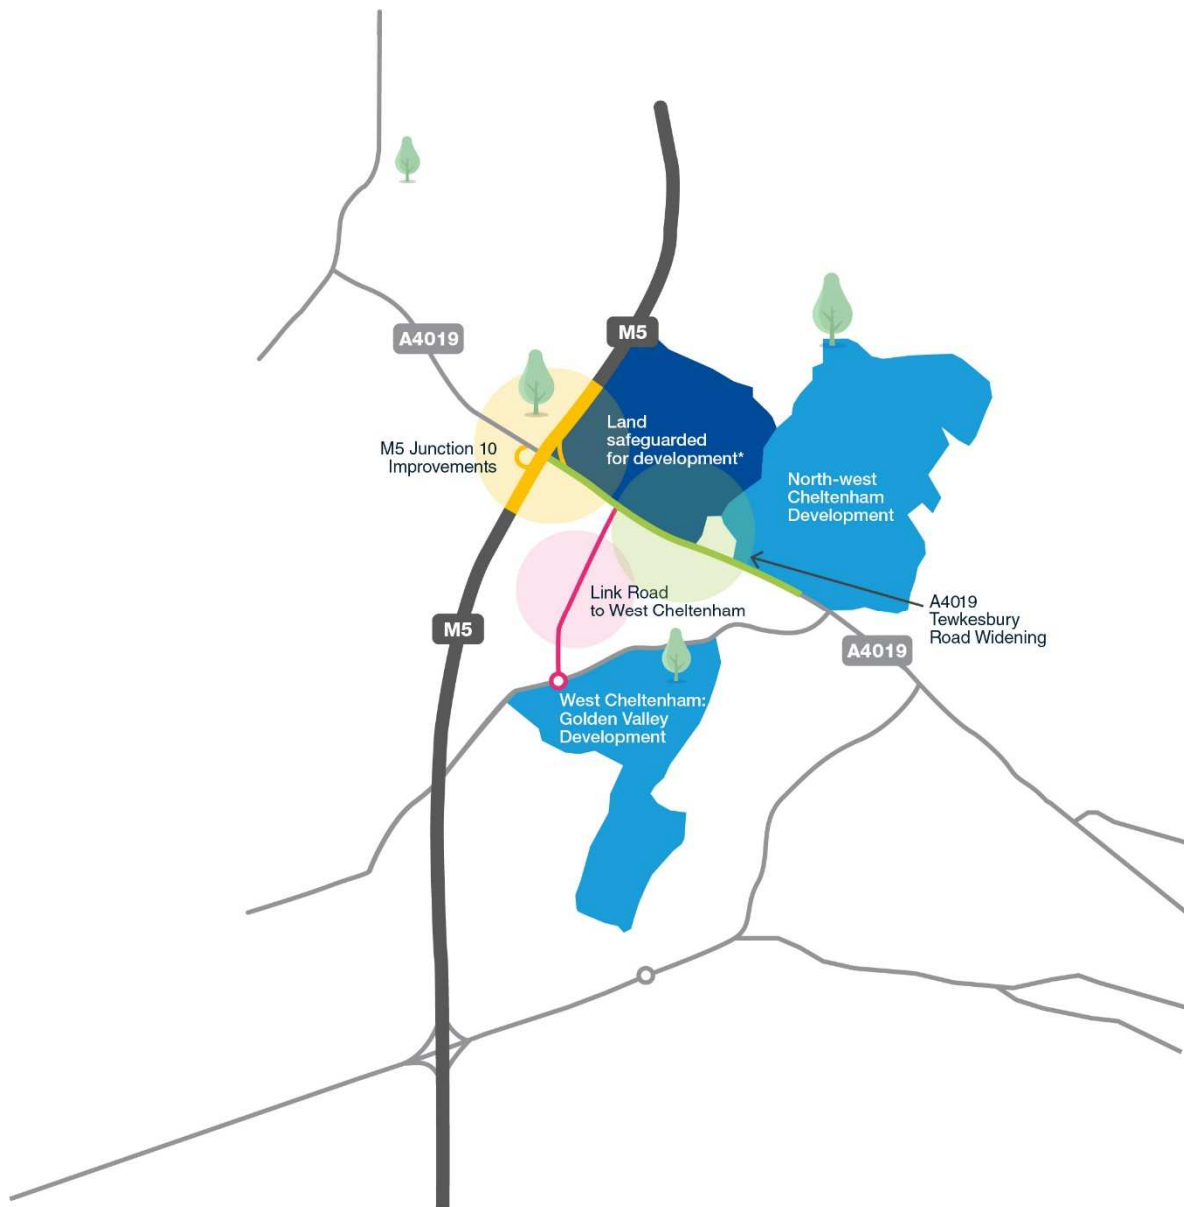 M5
A4019
Land
safeguarded
for development*
M5 Junction 10
Improvements
North-west
Cheltenham
Development
Link Road
to West Cheltenham
A4019
Tewkesbury
Road Widening
M5
A4019
West Cheltenham:
Golden Valley
Development